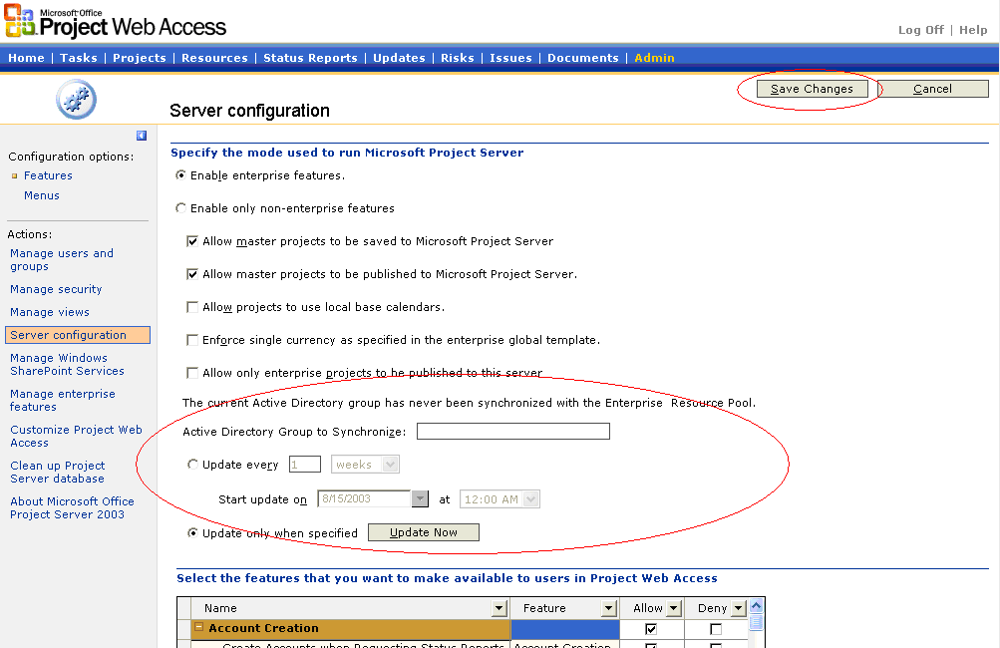 Microsoft Office
Project Web Access
Log Off | Help
Home | Tasks | Projects | Resources | Status Reports | Updates | Risks | Issues | Documents | Admin
Server configuration
Save Changes
Cancel
Configuration options:
Features
Menus
Actions:
Manage users and
groups
Manage security
Manage views
Server configuration
Manage Windows
SharePoint Services
Manage enterprise
features
Customize Project Web
Access
Clean up Project
Server database
About Microsoft Office
Project Server 2003
Specify the mode used to run Microsoft Project Server
Enable enterprise features.
Enable only non-enterprise features
Allow master projects to be saved to Microsoft Project Server
Allow master projects to be published to Microsoft Project Server.
Allow projects to use local base calendars.
Enforce single currency as specified in the enterprise global template.
Allow only enterprise projects to be published to this server
The current Active Directory group has never been synchronized with the Enterprise Resource Pool.
Active Directory Group to Synchronize:
Update every 1 weeks
Start update on 8/15/2003 at 12:00 AM
Update only when specified Update Now
Select the features that you want to make available to users in Project Web Access
Name Feature Allow Deny
Account Creation
Create Accounts when Requesting Status Reports Account Creation